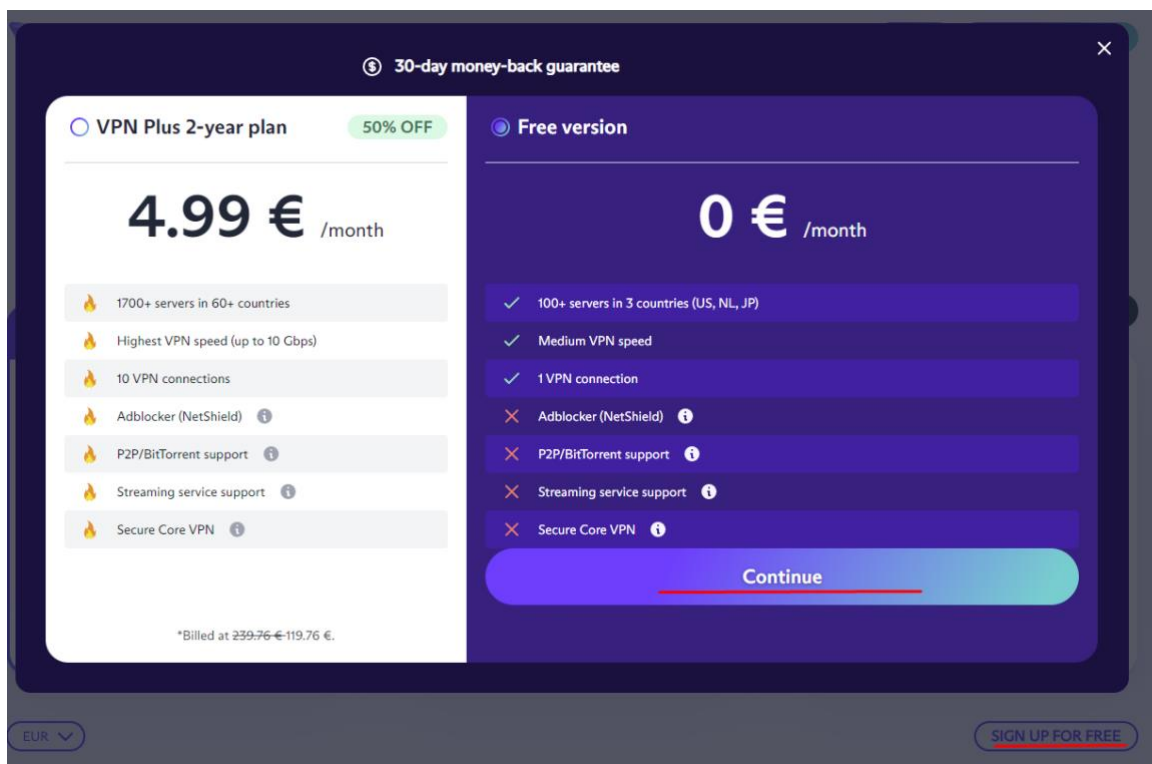 30-day money-back guarantee
VPN Plus 2-year plan
50% OFF
4.99 € /month
1700+ servers in 60+ countries
Highest VPN speed (up to 10 Gbps)
10 VPN connections
Adblocker (NetShield)
P2P/BitTorrent support
Streaming service support
Secure Core VPN
*Billed at 239.76 € 119.76 €.
Free version
0 € /month
100+ servers in 3 countries (US, NL, JP)
Medium VPN speed
1 VPN connection
Adblocker (NetShield)
P2P/BitTorrent support
Streaming service support
Secure Core VPN
Continue
EUR
SIGN UP FOR FREE